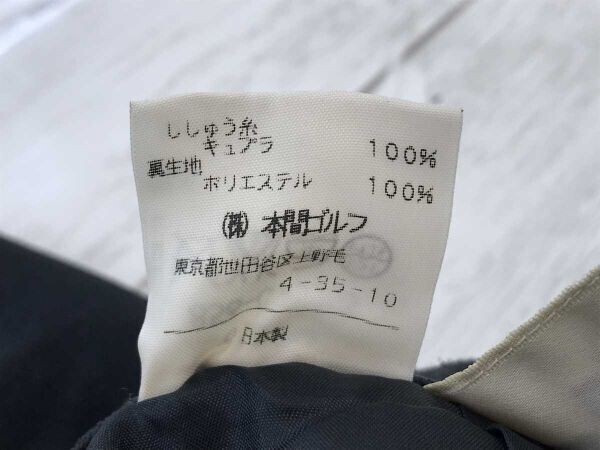 ししゅう糸
キュプラ 100%
裏生地
ポリエステル 100%
(株) 本間ゴルフ
東京都世田谷区上野毛
4-35-10
日本製